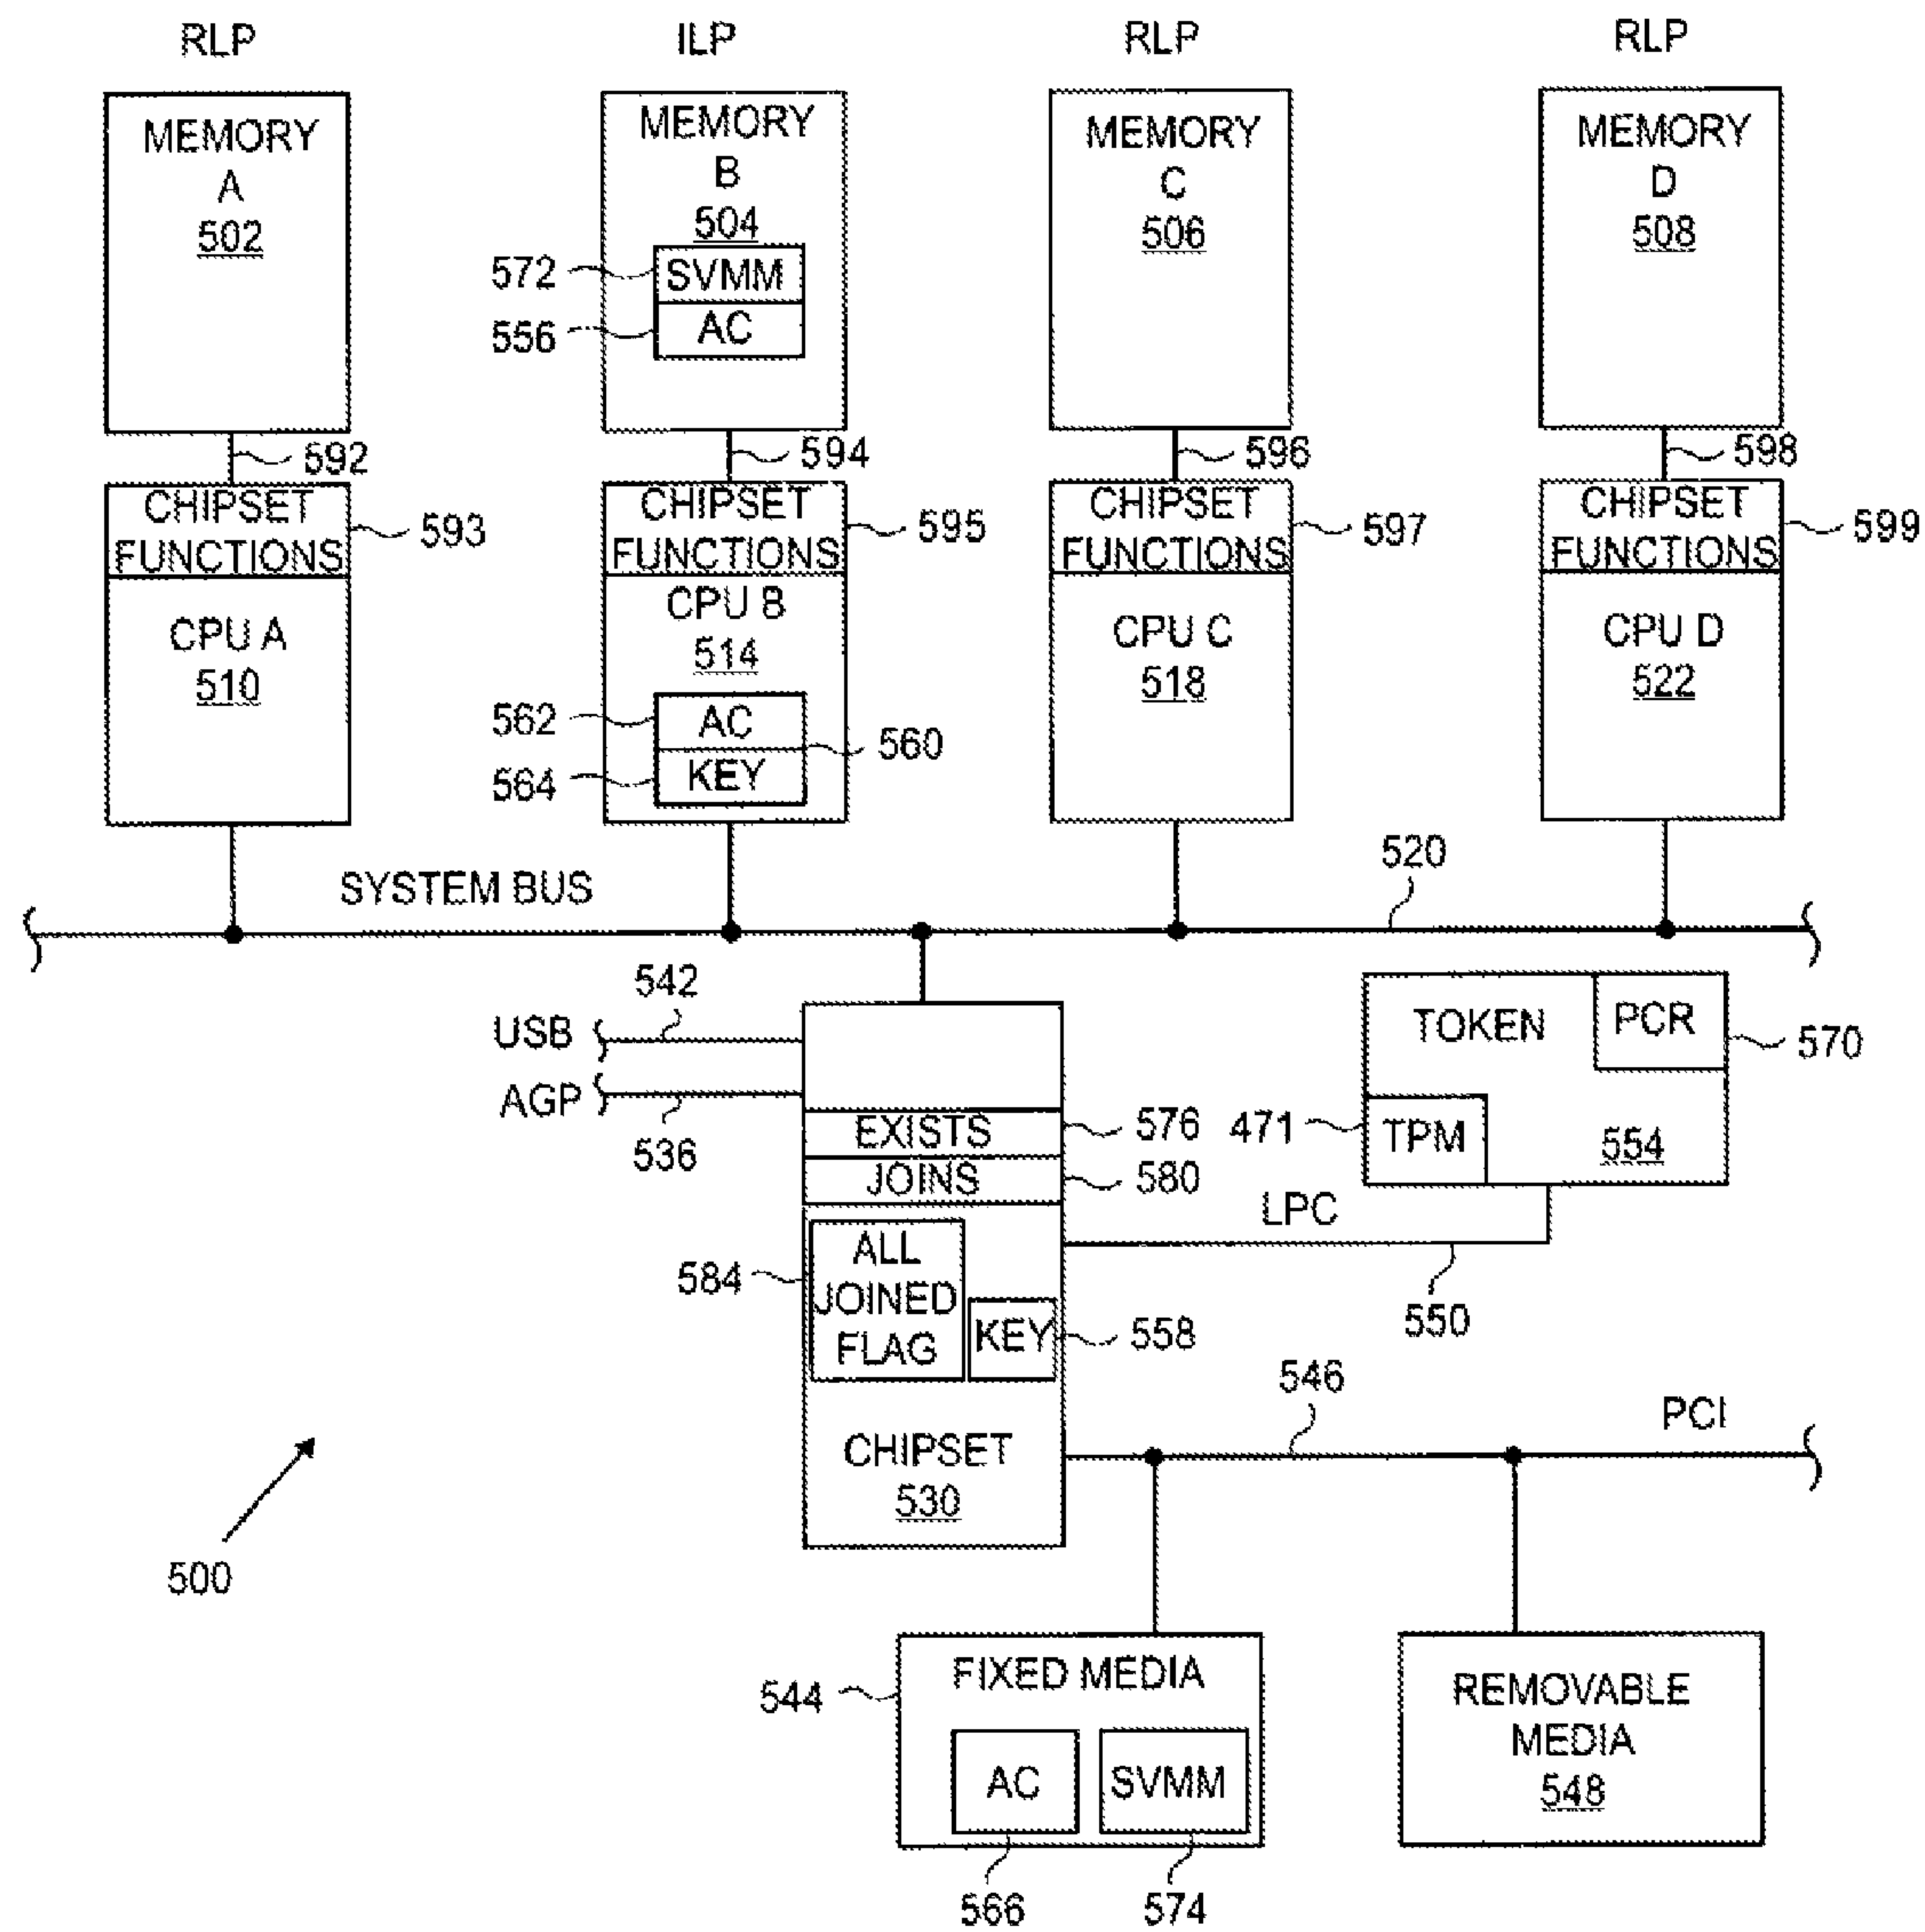 RLP
ILP
RLP
RLP
MEMORY
A
502
MEMORY
B
504
572
SVMM
556
AC
MEMORY
C
506
MEMORY
D
508
592
594
596
598
CHIPSET
FUNCTIONS
593
CHIPSET
FUNCTIONS
595
CHIPSET
FUNCTIONS
597
CHIPSET
FUNCTIONS
599
CPU A
510
CPU B
514
562
AC
560
564
KEY
CPU C
518
CPU D
522
SYSTEM BUS
520
542
USB
AGP
536
EXISTS
576
JOINS
580
TOKEN
PCR
570
471
TPM
554
LPC
550
584
ALL
JOINED
FLAG
KEY
558
CHIPSET
530
546
PCI
500
544
FIXED MEDIA
AC
SVMM
566
574
REMOVABLE
MEDIA
548